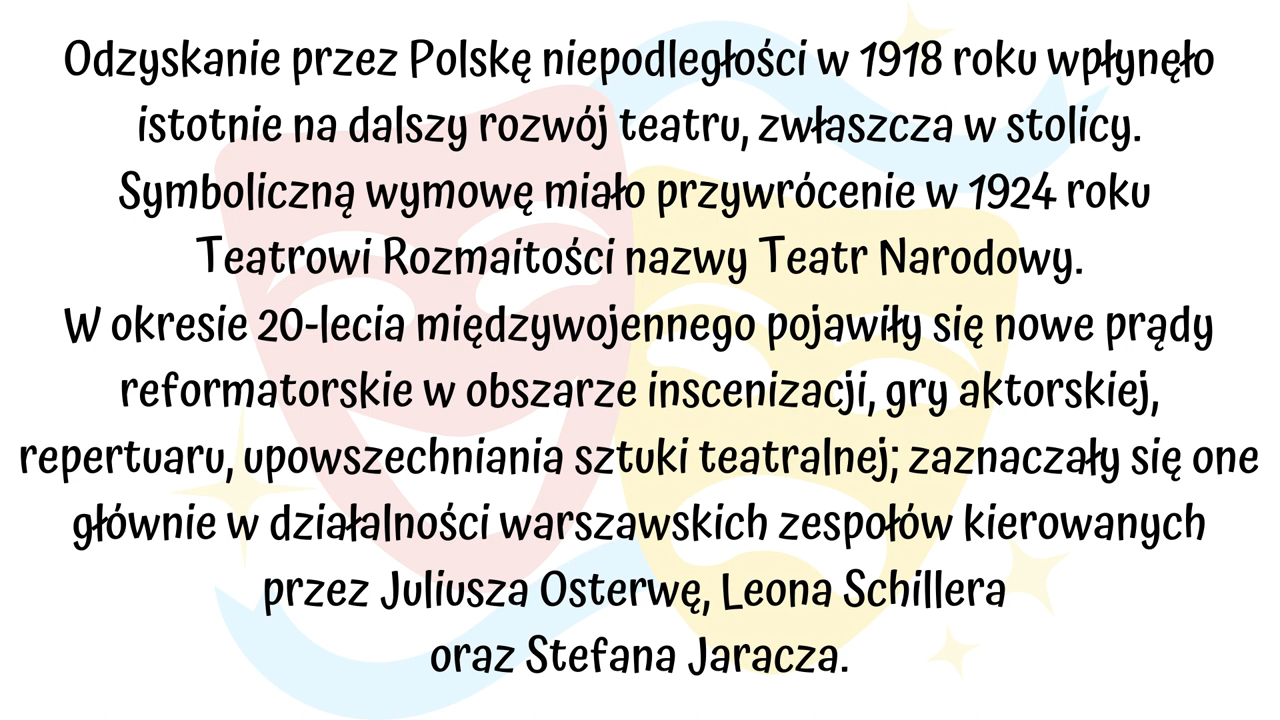 Odzyskanie przez Polskę niepodległości w 1918 roku wpłynęło
istotnie na dalszy rozwój teatru, zwłaszcza w stolicy.
Symboliczną wymowę miało przywrócenie w 1924 roku
Teatrowi Rozmaitości nazwy Teatr Narodowy.
W okresie 20-lecia międzywojennego pojawiły się nowe prądy
reformatorskie w obszarze inscenizacji, gry aktorskiej,
repertuaru, upowszechniania sztuki teatralnej; zaznaczały się one
głównie w działalności warszawskich zespołów kierowanych
przez Juliusza Osterwę, Leona Schillera
oraz Stefana Jaracza.